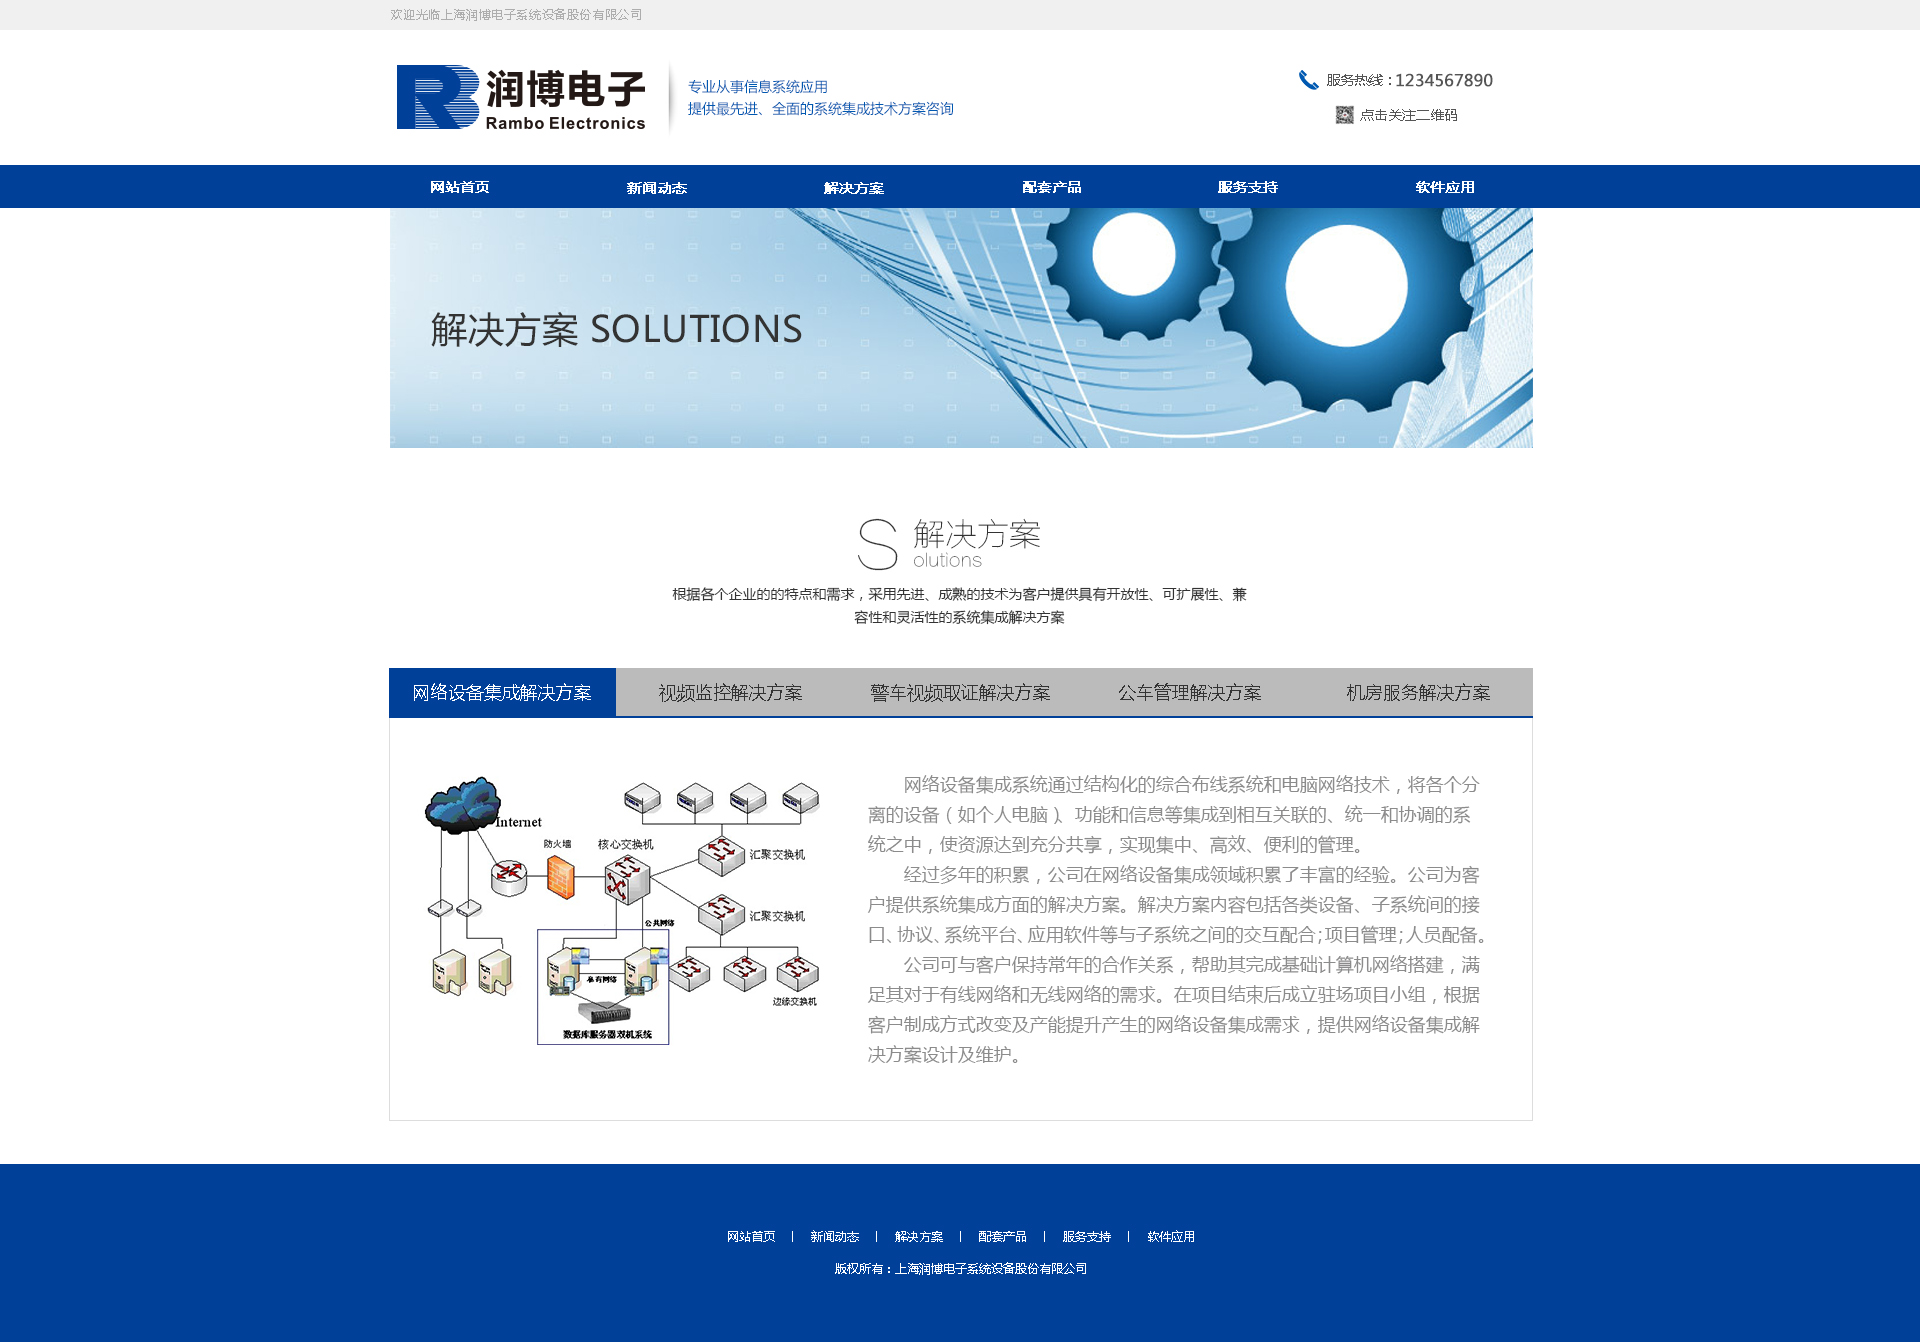 欢迎光临上海润博电子系统设备股份有限公司
润博电子
Rambo Electronics
专业从事信息系统应用
提供最先进、全面的系统集成技术方案咨询
服务热线：1234567890
点击关注二维码
网站首页 新闻动态 解决方案 配套产品 服务支持 软件应用
解决方案 SOLUTIONS
S 解决方案
olutions
根据各个企业的的特点和需求，采用先进、成熟的技术为客户提供具有开放性、可扩展性、兼
容性和灵活性的系统集成解决方案
网络设备集成解决方案 视频监控解决方案 警车视频取证解决方案 公车管理解决方案 机房服务解决方案
Internet
防火墙
核心交换机
汇聚交换机
汇聚交换机
公共网络
私有网络
边缘交换机
数据库服务器双机系统
网络设备集成系统通过结构化的综合布线系统和电脑网络技术，将各个分
离的设备（如个人电脑）、功能和信息等集成到相互关联的、统一和协调的系
统之中，使资源达到充分共享，实现集中、高效、便利的管理。
经过多年的积累，公司在网络设备集成领域积累了丰富的经验。公司为客
户提供系统集成方面的解决方案。解决方案内容包括各类设备、子系统间的接
口、协议、系统平台、应用软件等与子系统之间的交互配合；项目管理；人员配备。
公司可与客户保持常年的合作关系，帮助其完成基础计算机网络搭建，满
足其对于有线网络和无线网络的需求。在项目结束后成立驻场项目小组，根据
客户制成方式改变及产能提升产生的网络设备集成需求，提供网络设备集成解
决方案设计及维护。
网站首页 | 新闻动态 | 解决方案 | 配套产品 | 服务支持 | 软件应用
版权所有：上海润博电子系统设备股份有限公司